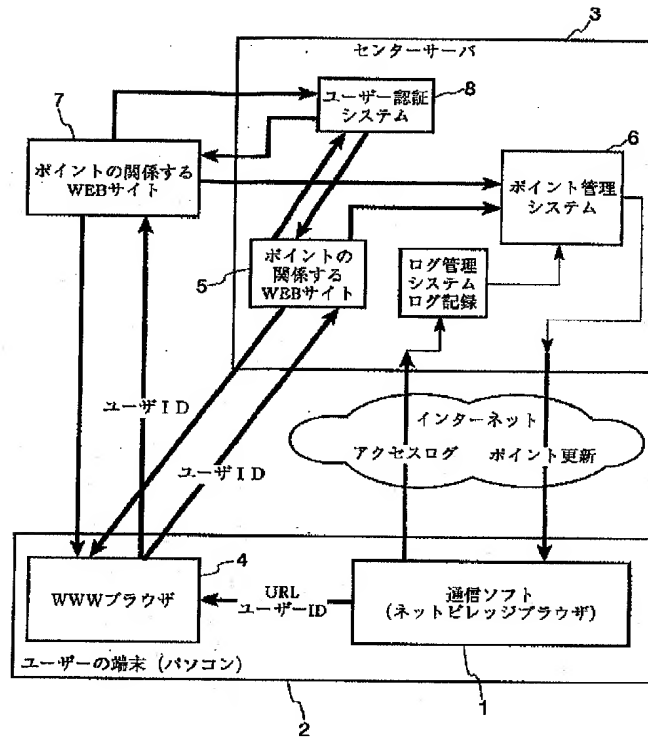 3
センターサーバ
7
ユーザー認証
システム
8
6
ポイントの関係する
WEBサイト
ポイント管理
システム
5
ポイントの
関係する
WEBサイト
ログ管理
システム
ログ記録
インターネット
ユーザID
アクセスログ
ポイント更新
ユーザID
4
WWWブラウザ
URL
ユーザーID
通信ソフト
(ネットビレッジブラウザ)
ユーザーの端末(パソコン)
2
1